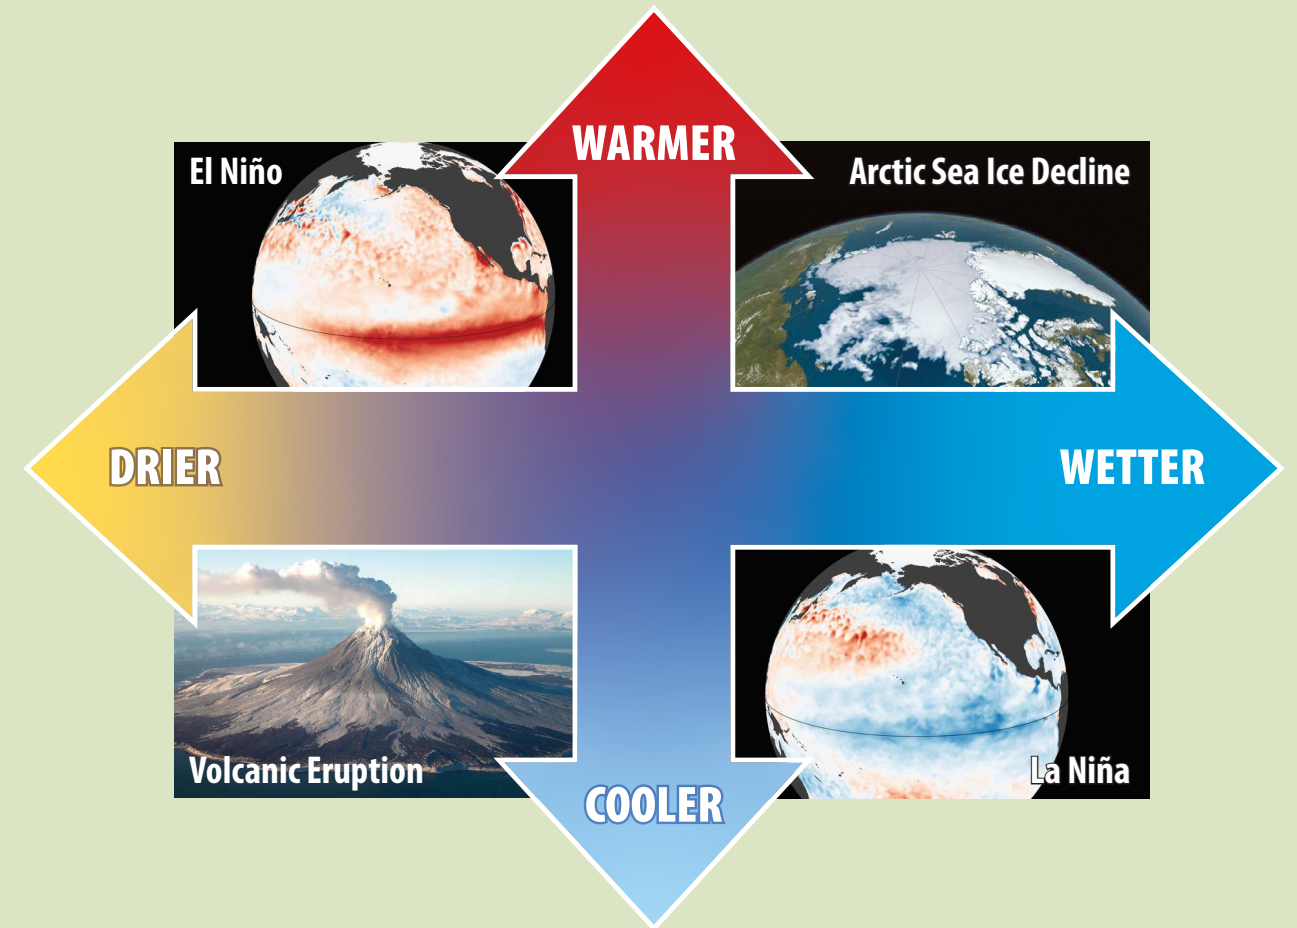 WARMER
El Niño
Arctic Sea Ice Decline
DRIER
WETTER
Volcanic Eruption
La Niña
COOLER